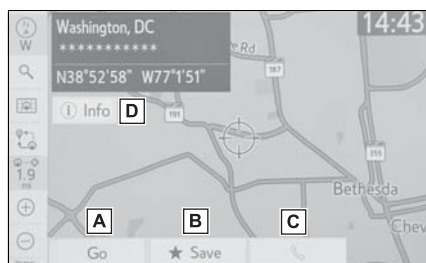 N
W
Washington, DC
***********
N38°52'58" W77°1'51"
14:43
Rd
187
Info
D
191
355
1.9
mi
Bethesda
Chev
A
B
C
Go
★ Save